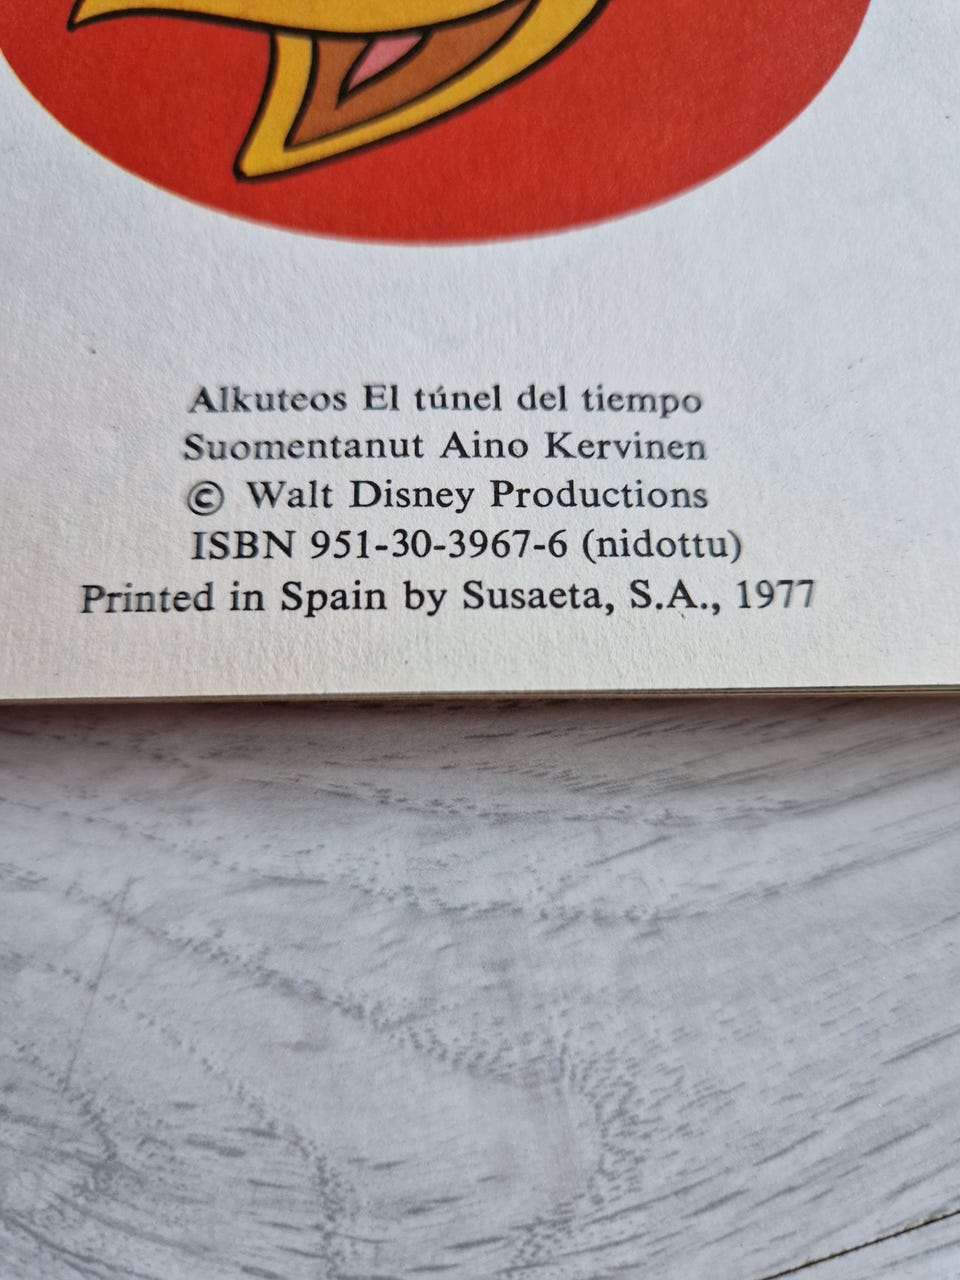 Alkuteos El túnel del tiempo
Suomentanut Aino Kervinen
© Walt Disney Productions
ISBN 951-30-3967-6 (nidottu)
Printed in Spain by Susaeta, S.A., 1977